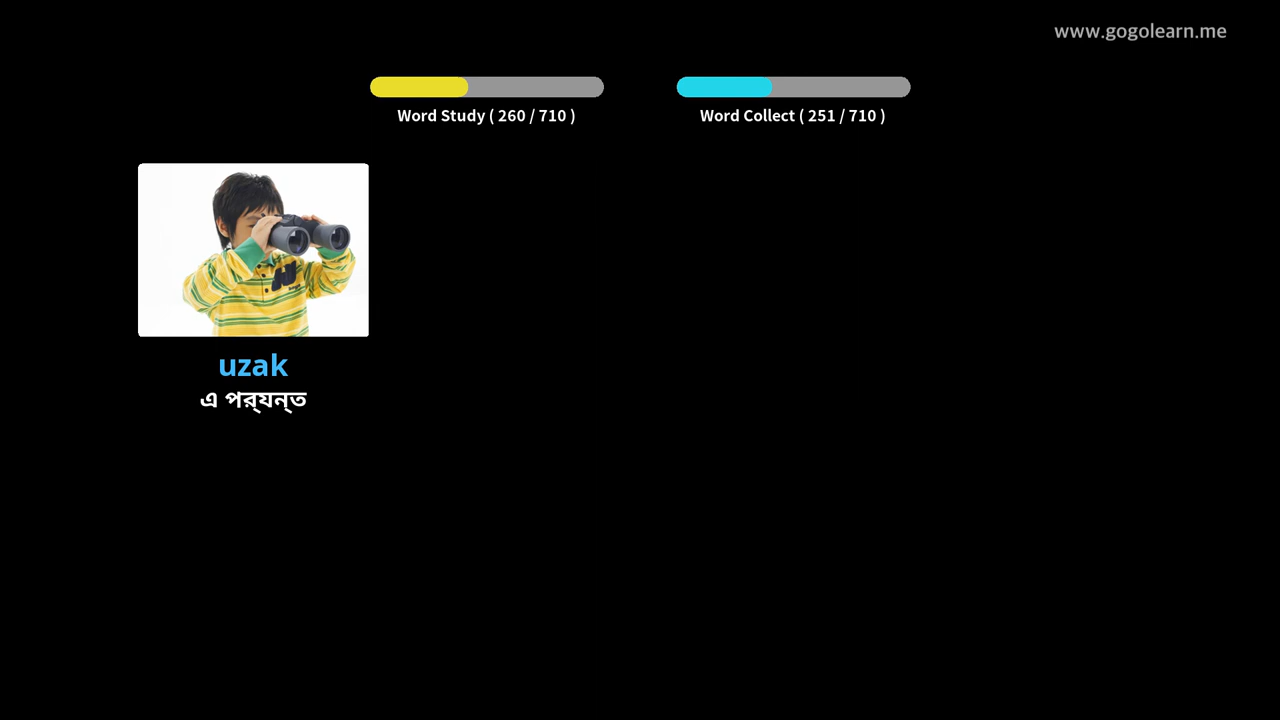 www.gogolearn.me
Word Study ( 260 / 710 )
Word Collect ( 251 / 710 )
uzak
এ পর্যন্ত